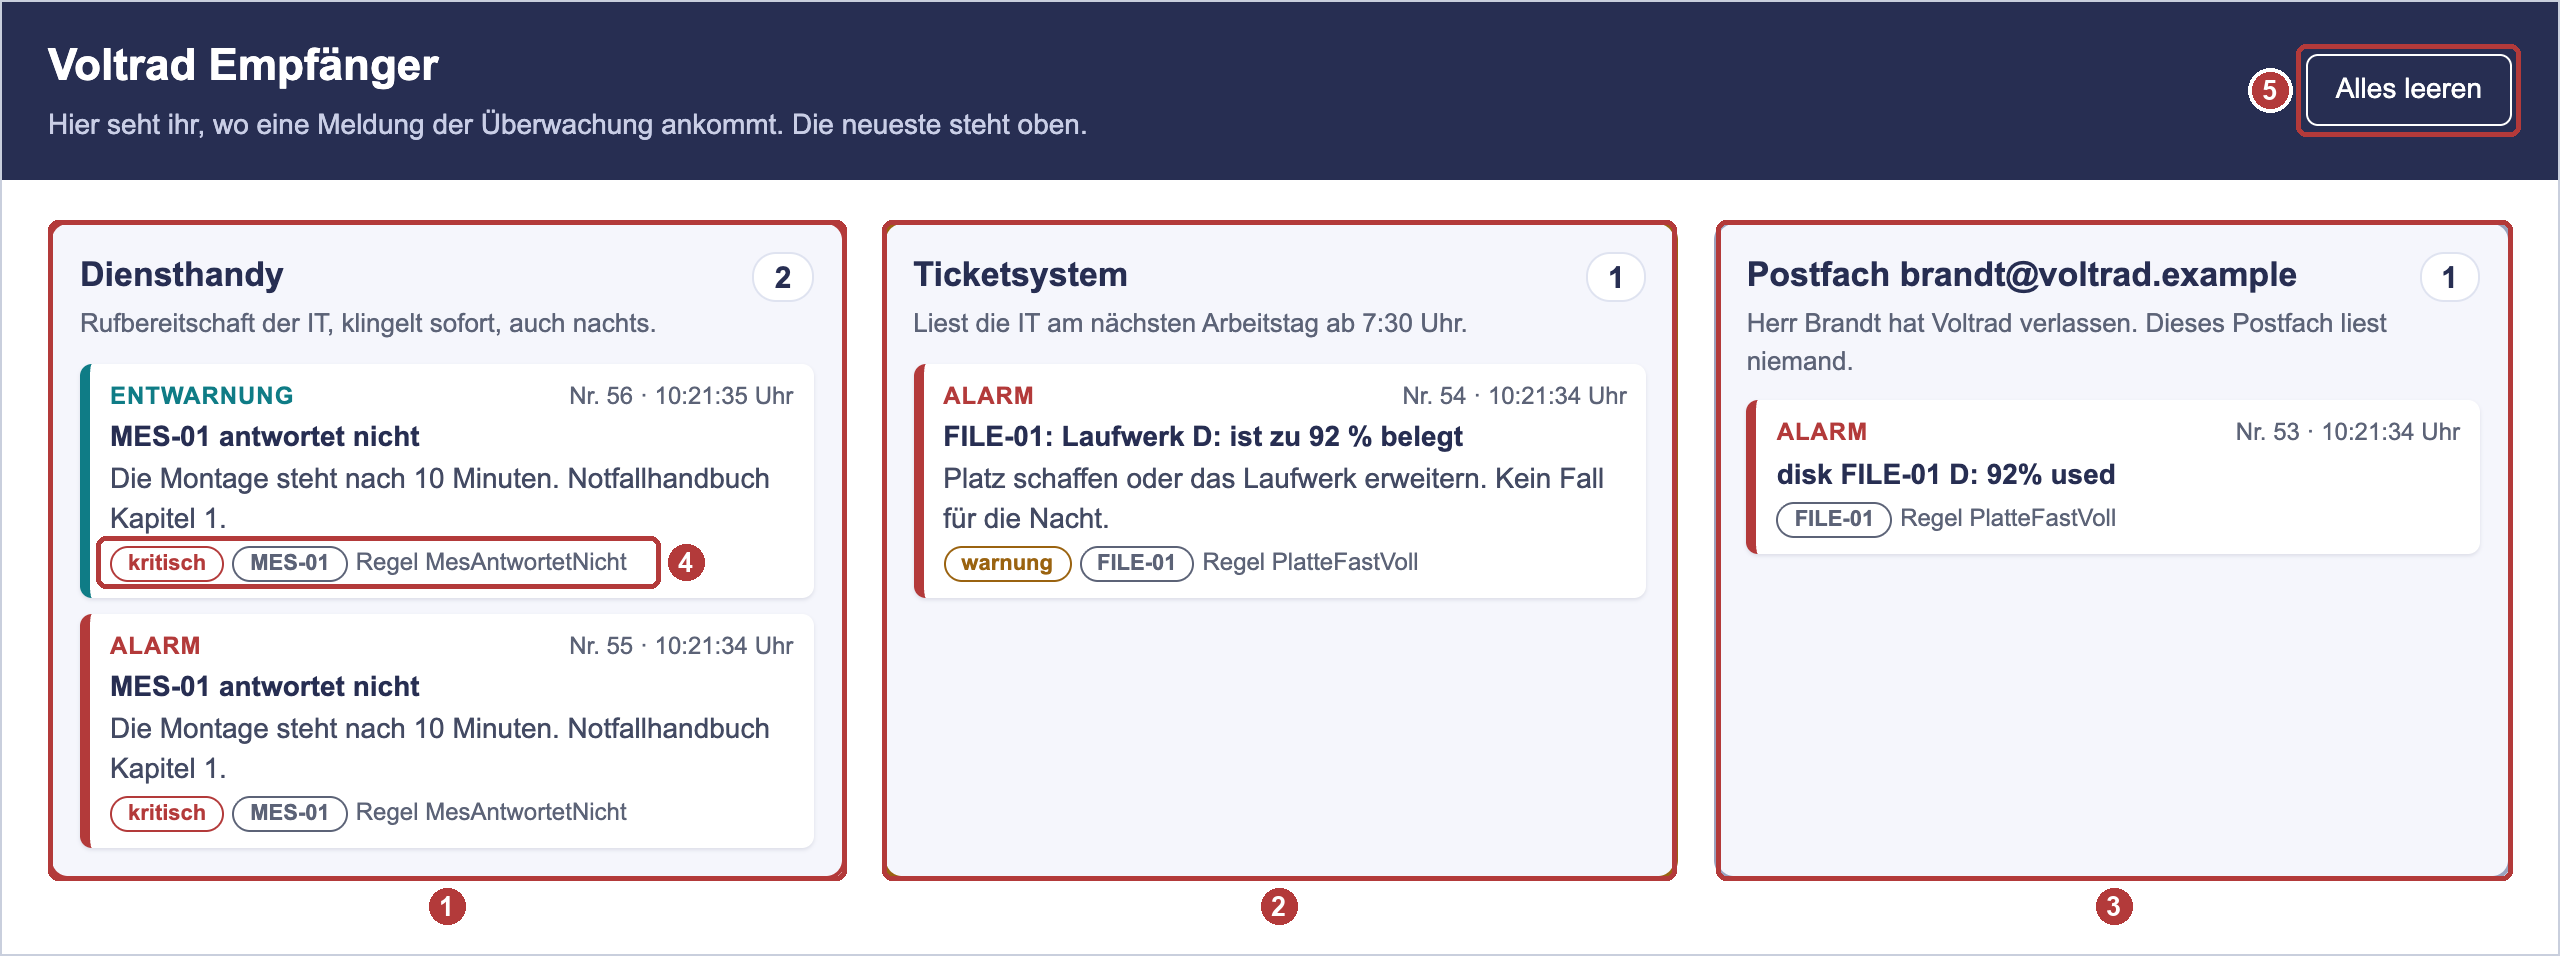 Voltrad Empfänger
Hier seht ihr, wo eine Meldung der Überwachung ankommt. Die neueste steht oben.
5
Alles leeren
Diensthandy
2
Rufbereitschaft der IT, klingelt sofort, auch nachts.
ENTWARNUNG
Nr. 56 · 10:21:35 Uhr
MES-01 antwortet nicht
Die Montage steht nach 10 Minuten. Notfallhandbuch
Kapitel 1.
kritisch MES-01 Regel MesAntwortetNicht
4
ALARM
Nr. 55 · 10:21:34 Uhr
MES-01 antwortet nicht
Die Montage steht nach 10 Minuten. Notfallhandbuch
Kapitel 1.
kritisch MES-01 Regel MesAntwortetNicht
1
Ticketsystem
1
Liest die IT am nächsten Arbeitstag ab 7:30 Uhr.
ALARM
Nr. 54 · 10:21:34 Uhr
FILE-01: Laufwerk D: ist zu 92 % belegt
Platz schaffen oder das Laufwerk erweitern. Kein Fall
für die Nacht.
warnung FILE-01 Regel PlatteFastVoll
2
Postfach brandt@voltrad.example
1
Herr Brandt hat Voltrad verlassen. Dieses Postfach liest
niemand.
ALARM
Nr. 53 · 10:21:34 Uhr
disk FILE-01 D: 92% used
FILE-01 Regel PlatteFastVoll
3